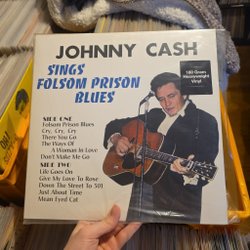 JOHNNY CASH
SINGS
FOLSOM PRISON
BLUES
180 Gram
Heavyweight
Vinyl
SIDE ONE
Folsom Prison Blues
Cry, Cry, Cry
There You Go
The Ways Of
A Woman In Love
Don't Make Me Go
SIDE TWO
Life Goes On
Give My Love To Rose
Down The Street To 301
Just About Time
Mean Eyed Cat